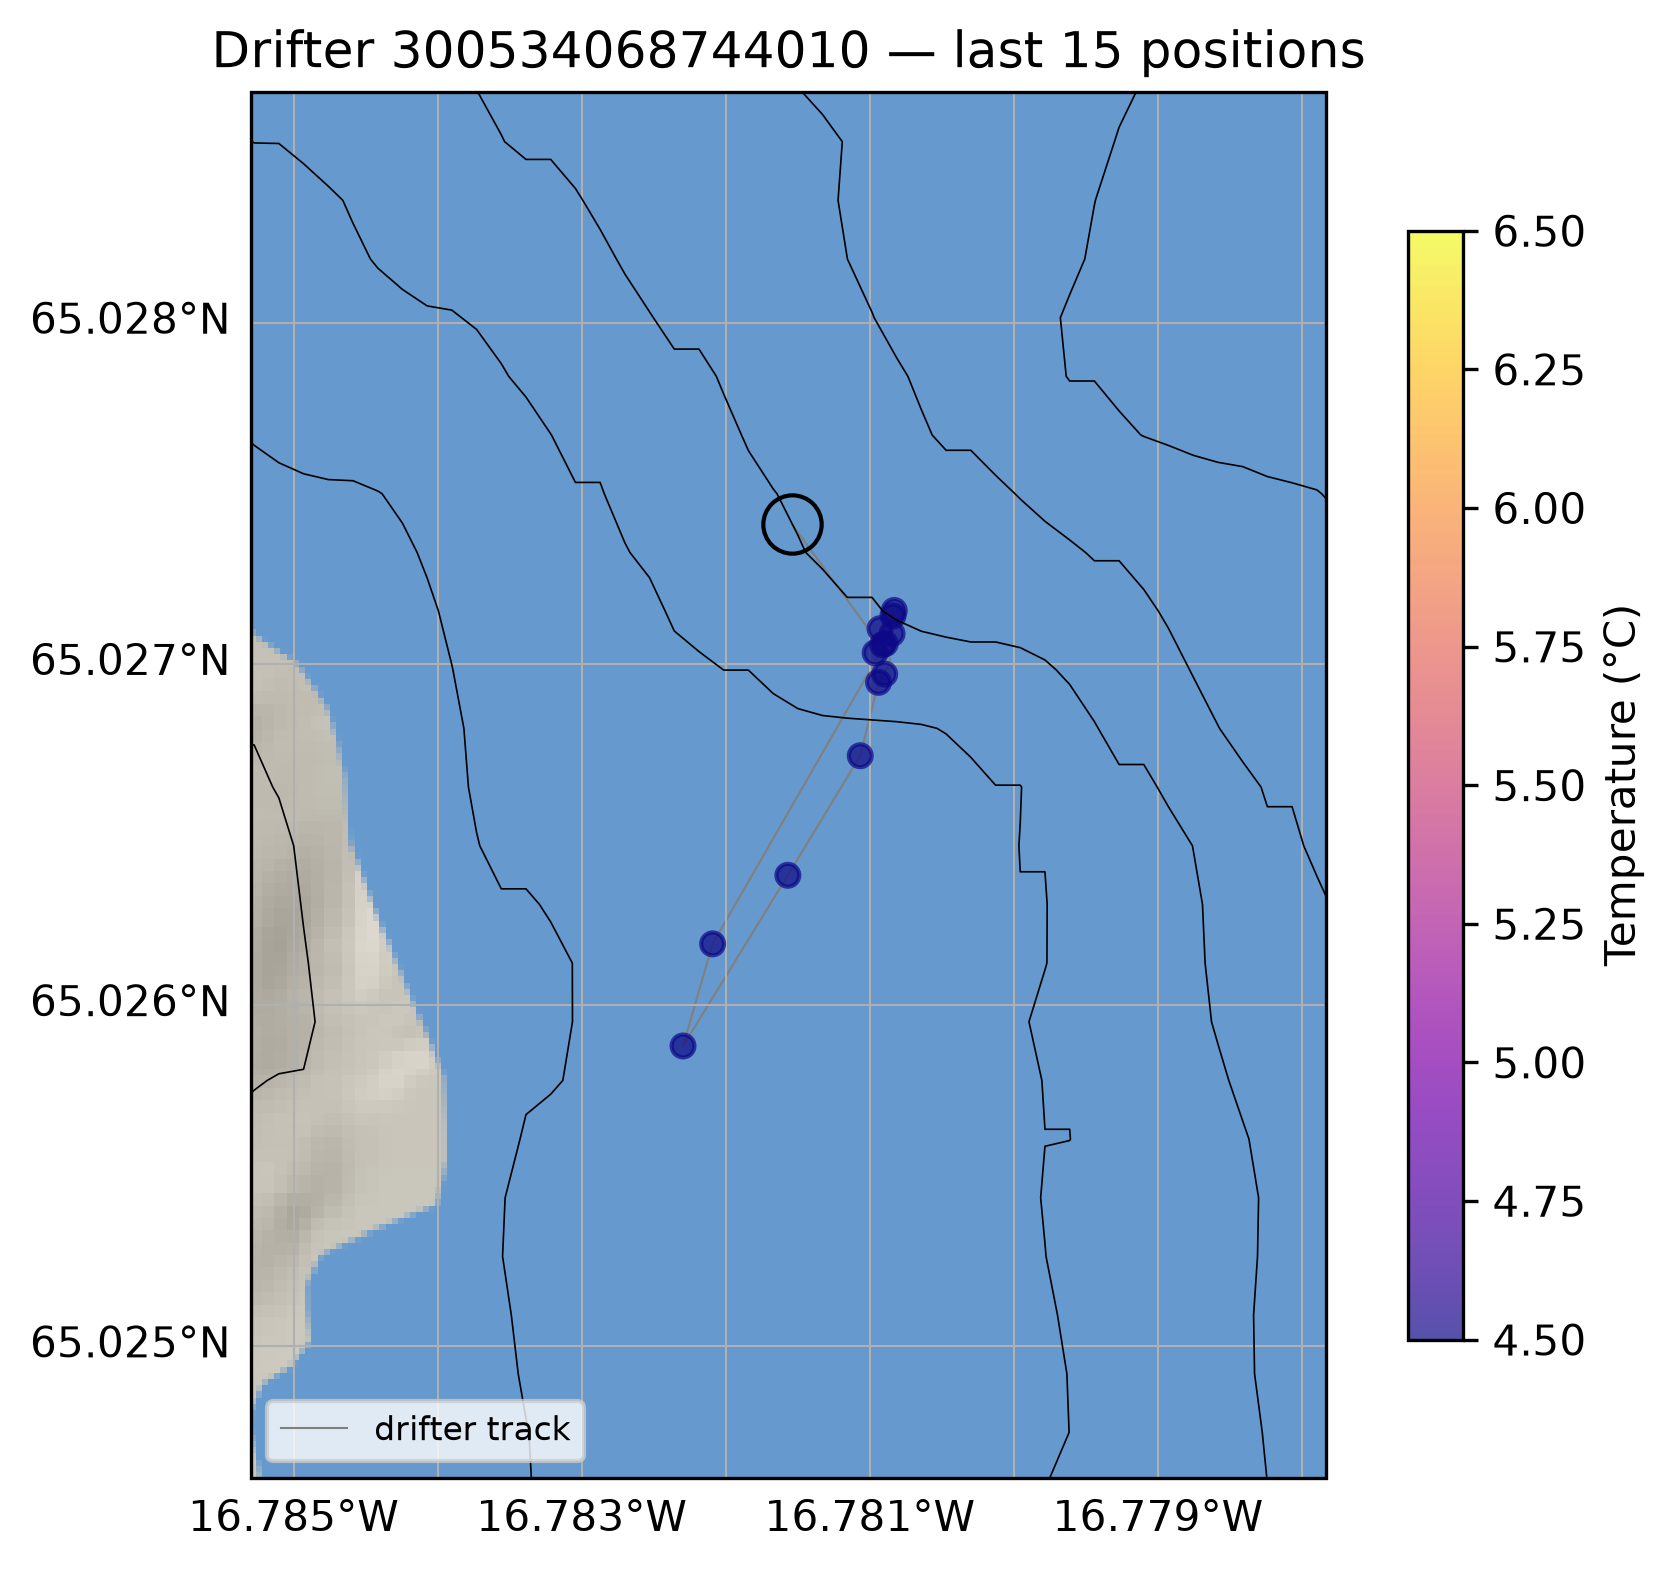 Drifter 300534068744010 — last 15 positions
65.028°N
65.027°N
65.026°N
65.025°N
16.785°W
16.783°W
16.781°W
16.779°W
drifter track
6.50
6.25
6.00
5.75
5.50
5.25
5.00
4.75
4.50
Temperature (°C)